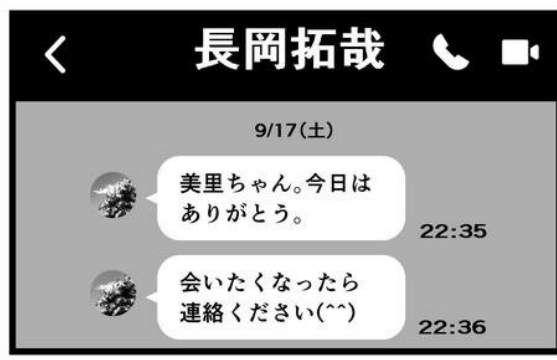 長岡拓哉
9/17(土)
美里ちゃん。今日は
ありがとう。
22:35
会いたくなったら
連絡ください(^^)
22:36